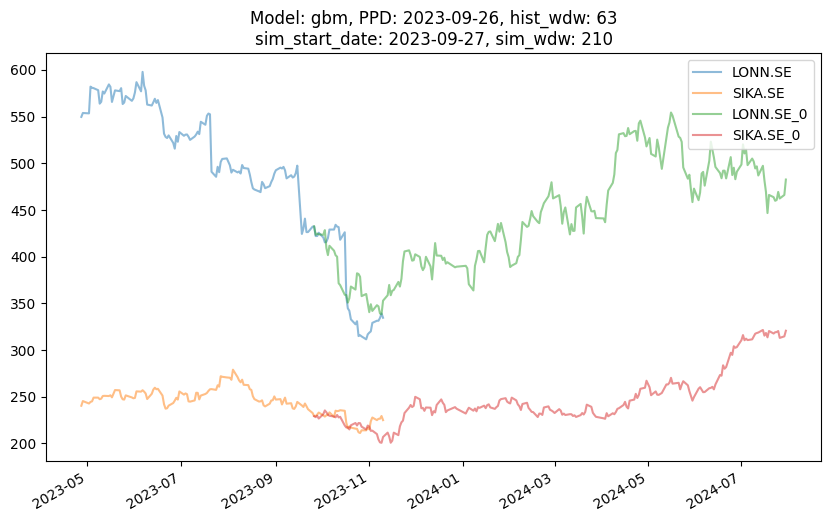 Model: gbm, PPD: 2023-09-26, hist_wdw: 63
sim_start_date: 2023-09-27, sim_wdw: 210
LONN.SE
SIKA.SE
LONN.SE_0
SIKA.SE_0
600
550
500
450
400
350
300
250
200
2023-05
2023-07
2023-09
2023-11
2024-01
2024-03
2024-05
2024-07